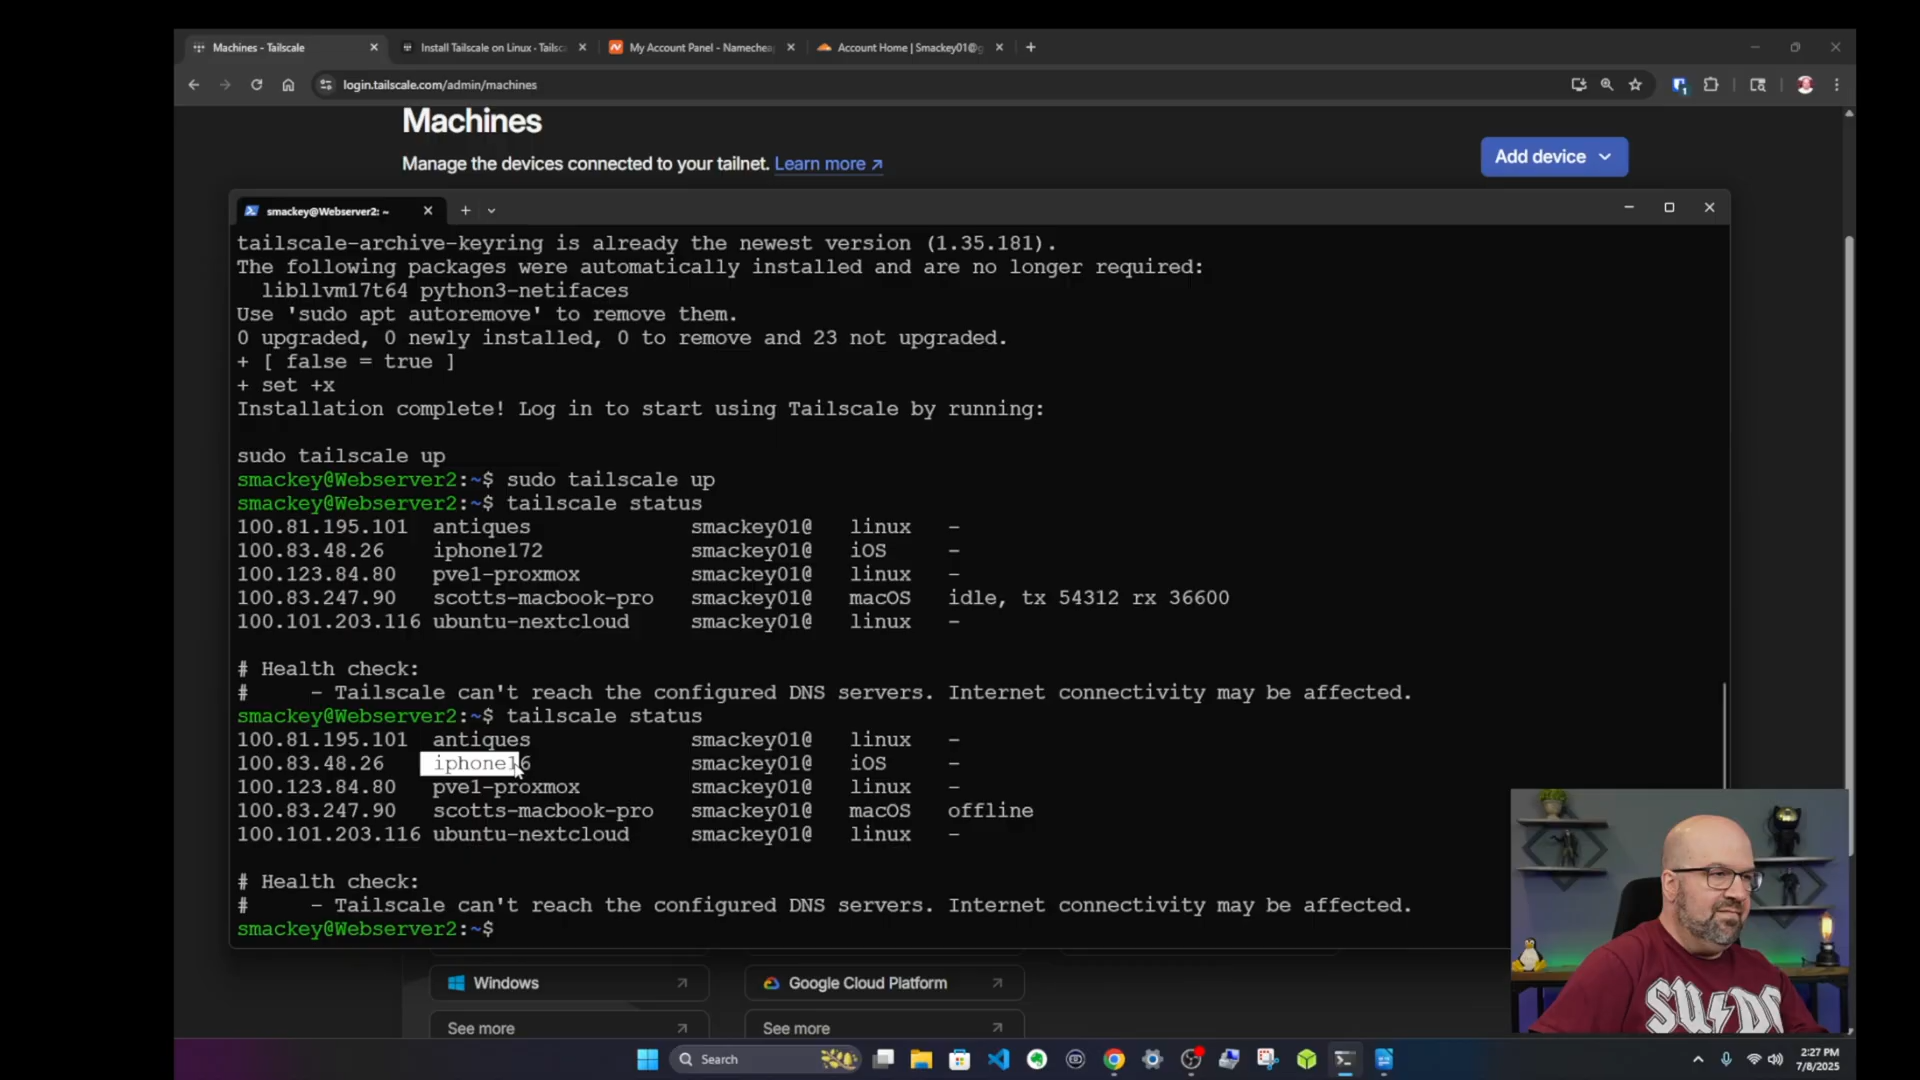 Machines - Tailscale
Install Tailscale on Linux · Tailsc
My Account Panel - Namechea
Account Home | Smackey01@g
login.tailscale.com/admin/machines
Machines
Manage the devices connected to your tailnet. Learn more ↗
Add device
smackey@Webserver2: ~
tailscale-archive-keyring is already the newest version (1.35.181).
The following packages were automatically installed and are no longer required:
libllvm17t64 python3-netifaces
Use 'sudo apt autoremove' to remove them.
0 upgraded, 0 newly installed, 0 to remove and 23 not upgraded.
+ [ false = true ]
+ set +x
Installation complete! Log in to start using Tailscale by running:
sudo tailscale up
smackey@Webserver2:~$ sudo tailscale up
smackey@Webserver2:~$ tailscale status
100.81.195.101 antiques smackey01@ linux -
100.83.48.26 iphone172 smackey01@ iOS -
100.123.84.80 pve1-proxmox smackey01@ linux -
100.83.247.90 scotts-macbook-pro smackey01@ macOS idle, tx 54312 rx 36600
100.101.203.116 ubuntu-nextcloud smackey01@ linux -
# Health check:
# - Tailscale can't reach the configured DNS servers. Internet connectivity may be affected.
smackey@Webserver2:~$ tailscale status
100.81.195.101 antiques smackey01@ linux -
100.83.48.26 iphone16 smackey01@ iOS -
100.123.84.80 pve1-proxmox smackey01@ linux -
100.83.247.90 scotts-macbook-pro smackey01@ macOS offline
100.101.203.116 ubuntu-nextcloud smackey01@ linux -
# Health check:
# - Tailscale can't reach the configured DNS servers. Internet connectivity may be affected.
smackey@Webserver2:~$
Windows
Google Cloud Platform
See more
See more
SU/DO
Search
2:27 PM
7/8/2025